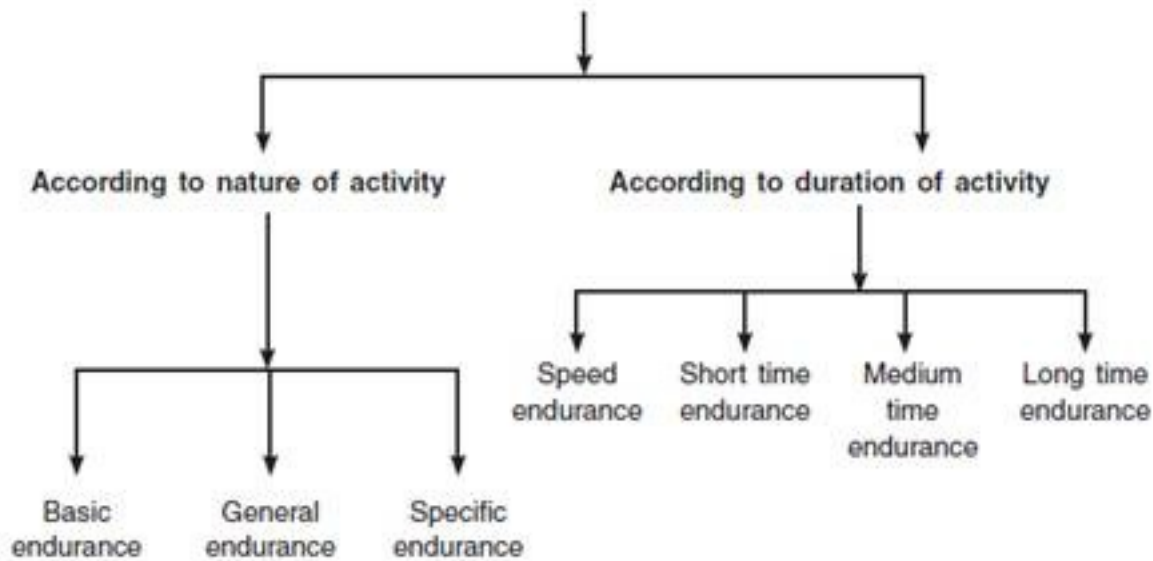 According to nature of activity
According to duration of activity
Speed
endurance
Short time
endurance
Medium
time
endurance
Long time
endurance
Basic
endurance
General
endurance
Specific
endurance